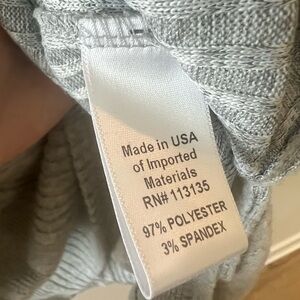 Made in USA
of Imported
Materials
RN# 113135
97% POLYESTER
3% SPANDEX